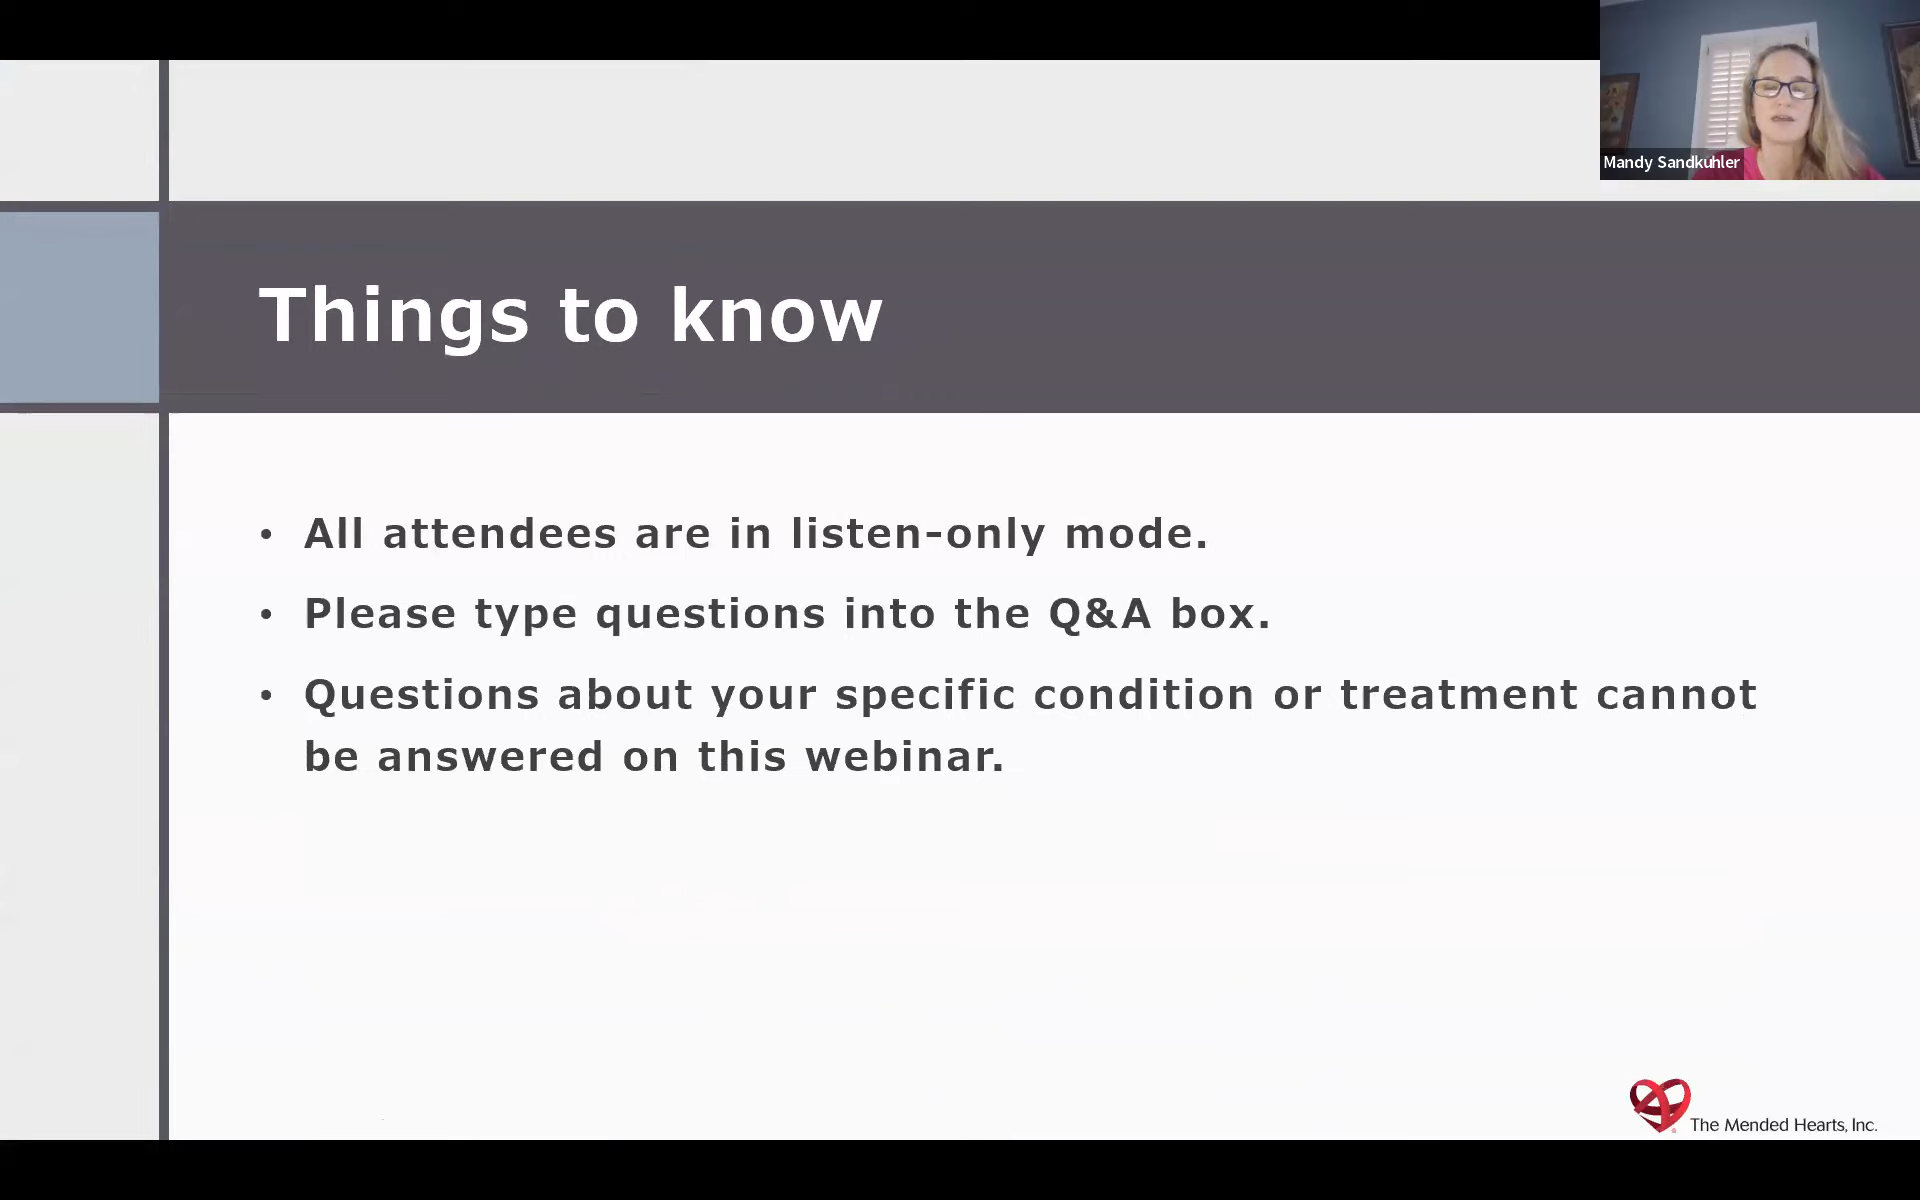 Mandy Sandkuhler
Things to know
• All attendees are in listen-only mode.
• Please type questions into the Q&A box.
• Questions about your specific condition or treatment cannot
be answered on this webinar.
The Mended Hearts, Inc.